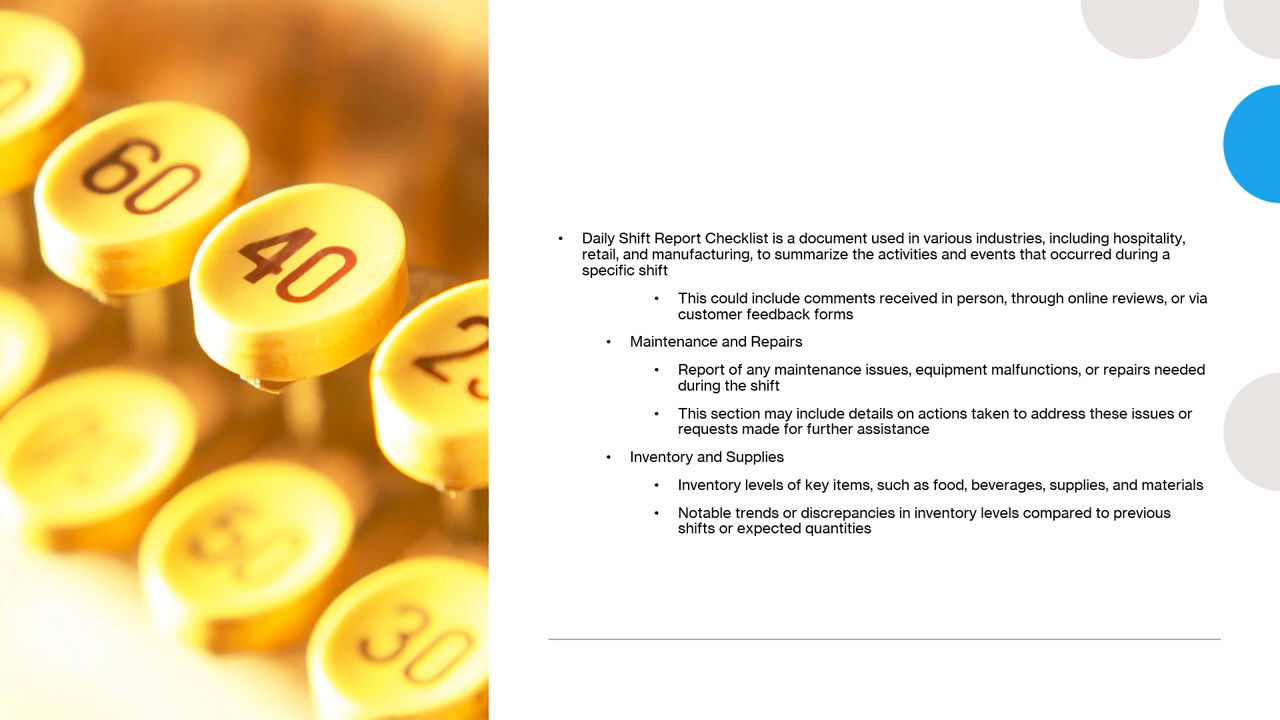 60
40
30
• Daily Shift Report Checklist is a document used in various industries, including hospitality,
retail, and manufacturing, to summarize the activities and events that occurred during a
specific shift
• This could include comments received in person, through online reviews, or via
customer feedback forms
• Maintenance and Repairs
• Report of any maintenance issues, equipment malfunctions, or repairs needed
during the shift
• This section may include details on actions taken to address these issues or
requests made for further assistance
• Inventory and Supplies
• Inventory levels of key items, such as food, beverages, supplies, and materials
• Notable trends or discrepancies in inventory levels compared to previous
shifts or expected quantities